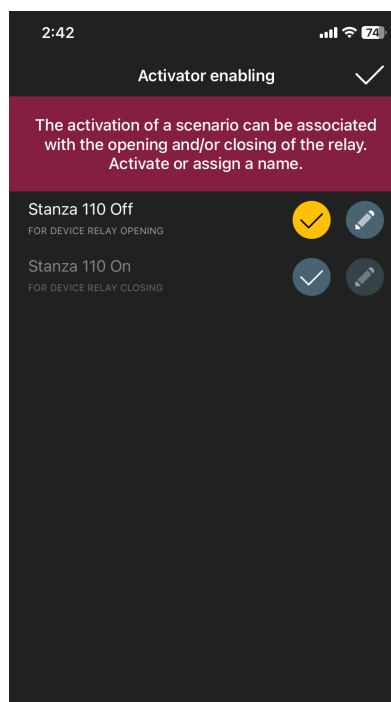 2:42
74
Activator enabling
The activation of a scenario can be associated
with the opening and/or closing of the relay.
Activate or assign a name.
Stanza 110 Off
FOR DEVICE RELAY OPENING
Stanza 110 On
FOR DEVICE RELAY CLOSING